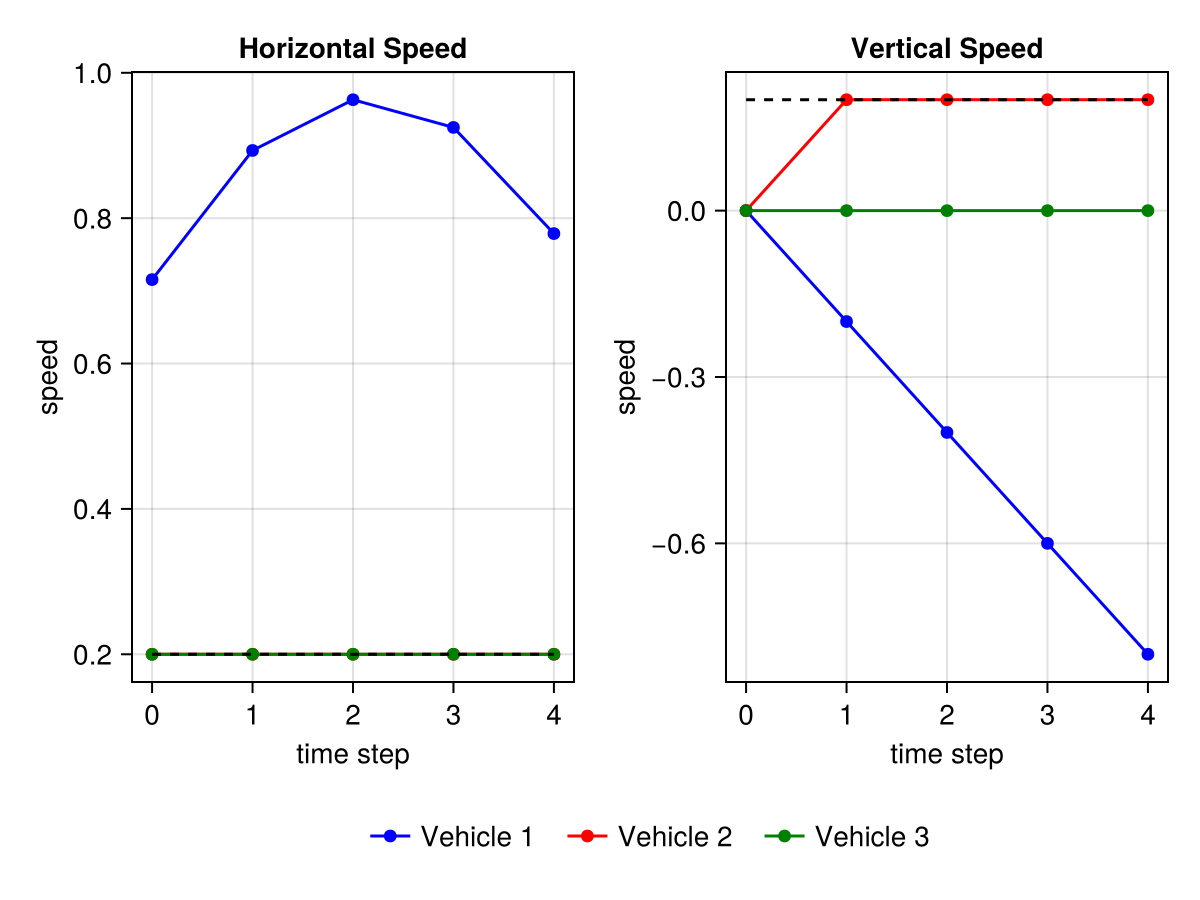 Horizontal Speed
1.0
0.8
0.6
0.4
0.2
speed
0 1 2 3 4
time step
Vertical Speed
0.0
−0.3
−0.6
speed
0 1 2 3 4
time step
Vehicle 1 Vehicle 2 Vehicle 3